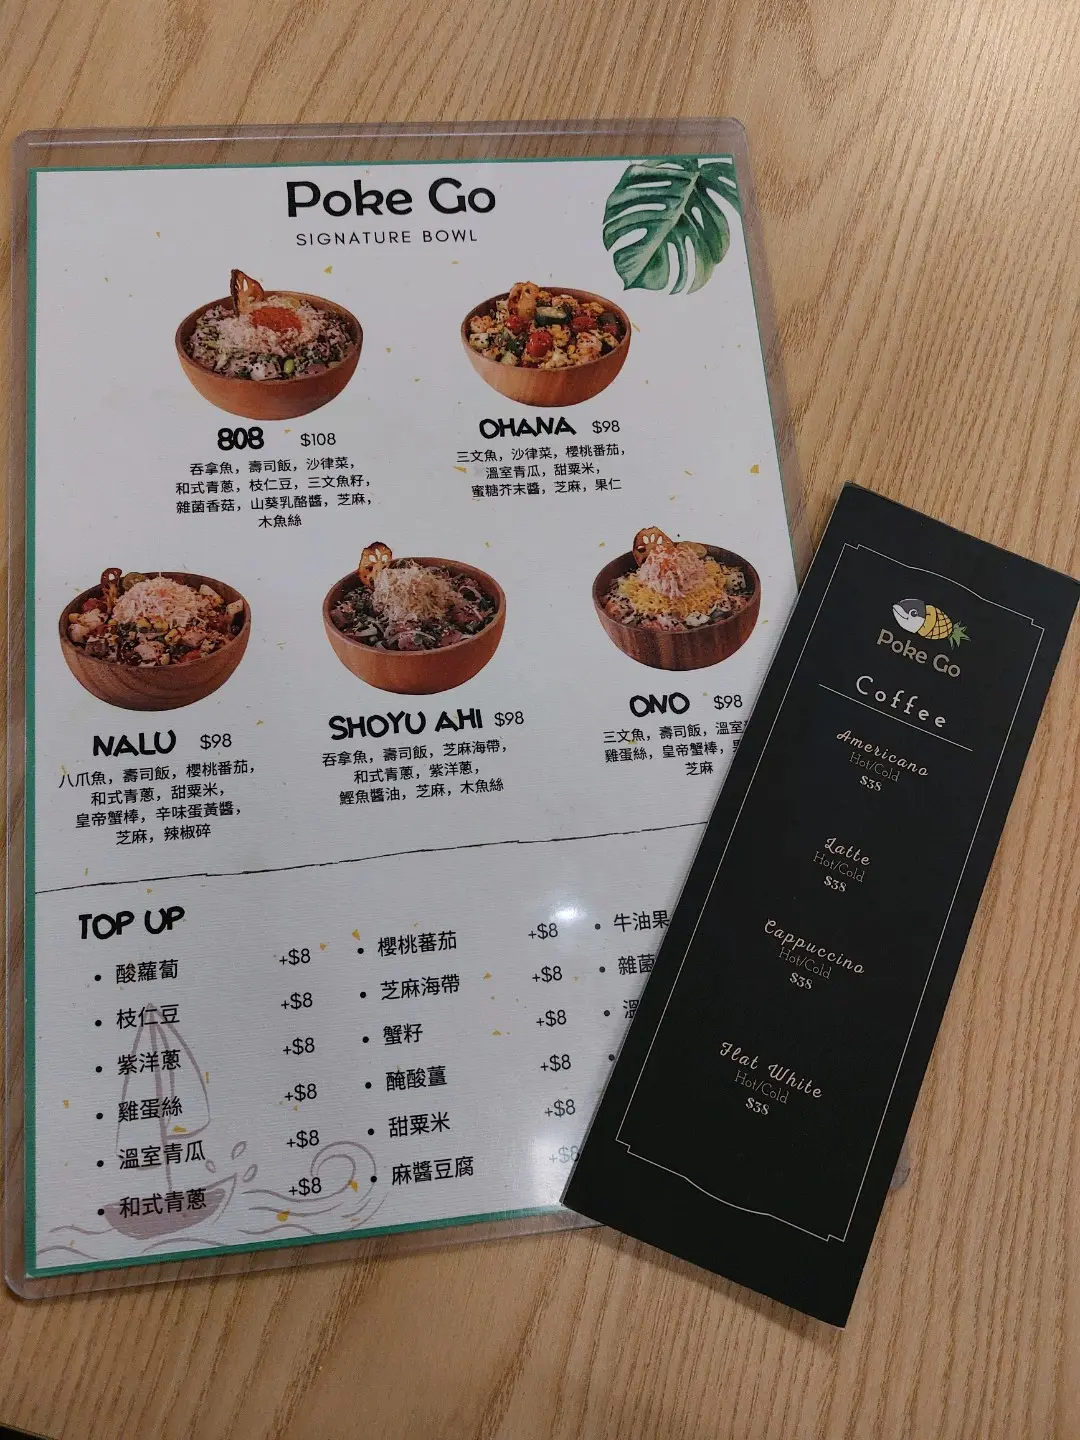 Poke Go
SIGNATURE BOWL
808 $108
吞拿魚，壽司飯，沙律菜，
和式青蔥，枝仁豆，三文魚籽，
雜菌香菇，山葵乳酪醬，芝麻，
木魚絲
OHANA $98
三文魚，沙律菜，櫻桃番茄，
溫室青瓜，甜粟米，
蜜糖芥末醬，芝麻，果仁
NALU $98
八爪魚，壽司飯，櫻桃番茄，
和式青蔥，甜粟米，
皇帝蟹棒，辛味蛋黃醬，
芝麻，辣椒碎
SHOYU AHI $98
吞拿魚，壽司飯，芝麻海帶，
和式青蔥，紫洋蔥，
鰹魚醬油，芝麻，木魚絲
ONO $98
三文魚，壽司飯，溫室
雞蛋絲，皇帝蟹棒，
芝麻
TOP UP
• 酸蘿蔔 +$8
• 枝仁豆 +$8
• 紫洋蔥 +$8
• 雞蛋絲 +$8
• 溫室青瓜 +$8
• 和式青蔥 +$8
• 櫻桃蕃茄 +$8
• 芝麻海帶 +$8
• 蟹籽 +$8
• 醃酸薑 +$8
• 甜粟米 +$8
• 麻醬豆腐 +$8
• 牛油果
• 雜菌
• 溫
Poke Go
Coffee
Americano
Hot/Cold
$38
Latte
Hot/Cold
$38
Cappuccino
Hot/Cold
$38
Flat White
Hot/Cold
$38